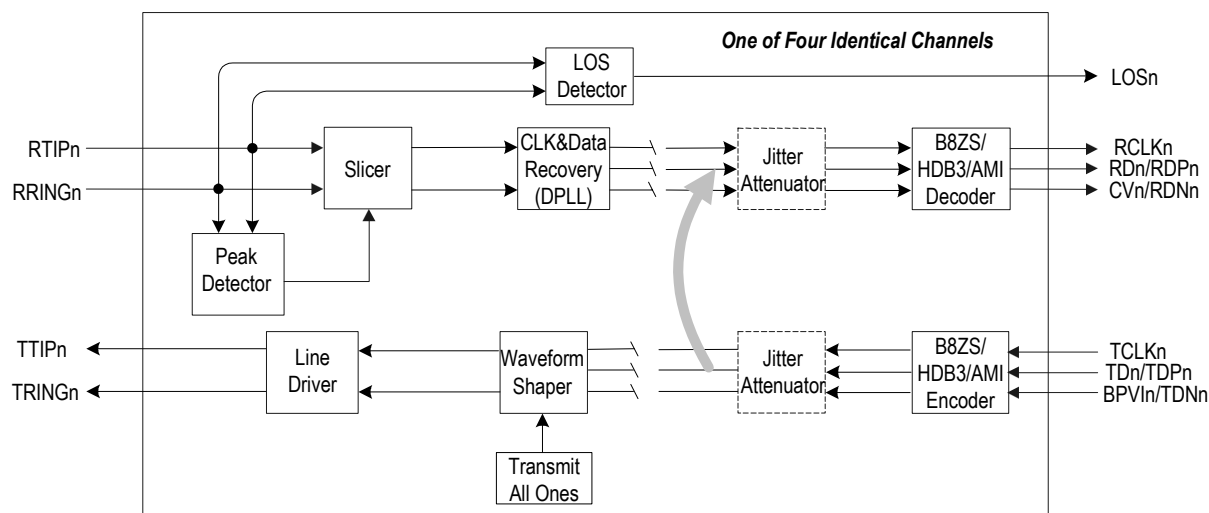 One of Four Identical Channels
LOS
Detector
LOSn
RTIPn
RRINGn
Slicer
CLK&Data
Recovery
(DPLL)
Jitter
Attenuator
B8ZS/
HDB3/AMI
Decoder
RCLKn
RDn/RDPn
CVn/RDNn
Peak
Detector
TTIPn
TRINGn
Line
Driver
Waveform
Shaper
Jitter
Attenuator
B8ZS/
HDB3/AMI
Encoder
TCLKn
TDn/TDPn
BPVIn/TDNn
Transmit
All Ones